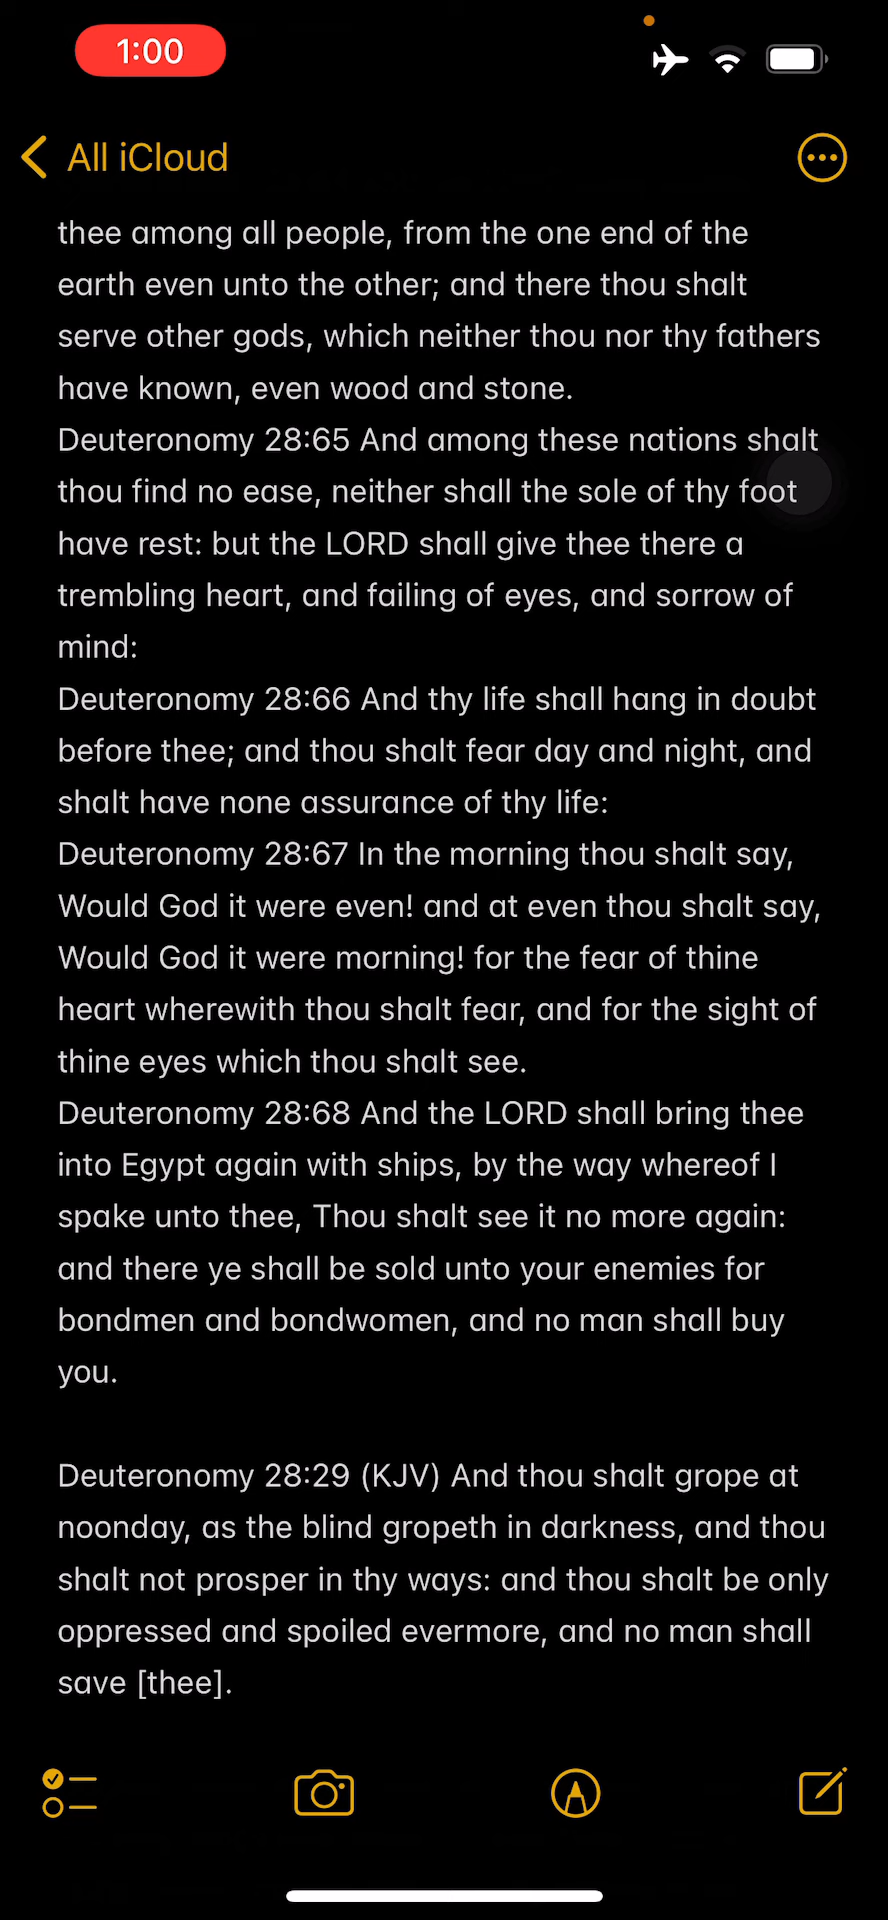 1:00
All iCloud
thee among all people, from the one end of the
earth even unto the other; and there thou shalt
serve other gods, which neither thou nor thy fathers
have known, even wood and stone.
Deuteronomy 28:65 And among these nations shalt
thou find no ease, neither shall the sole of thy foot
have rest: but the LORD shall give thee there a
trembling heart, and failing of eyes, and sorrow of
mind:
Deuteronomy 28:66 And thy life shall hang in doubt
before thee; and thou shalt fear day and night, and
shalt have none assurance of thy life:
Deuteronomy 28:67 In the morning thou shalt say,
Would God it were even! and at even thou shalt say,
Would God it were morning! for the fear of thine
heart wherewith thou shalt fear, and for the sight of
thine eyes which thou shalt see.
Deuteronomy 28:68 And the LORD shall bring thee
into Egypt again with ships, by the way whereof I
spake unto thee, Thou shalt see it no more again:
and there ye shall be sold unto your enemies for
bondmen and bondwomen, and no man shall buy
you.
Deuteronomy 28:29 (KJV) And thou shalt grope at
noonday, as the blind gropeth in darkness, and thou
shalt not prosper in thy ways: and thou shalt be only
oppressed and spoiled evermore, and no man shall
save [thee].